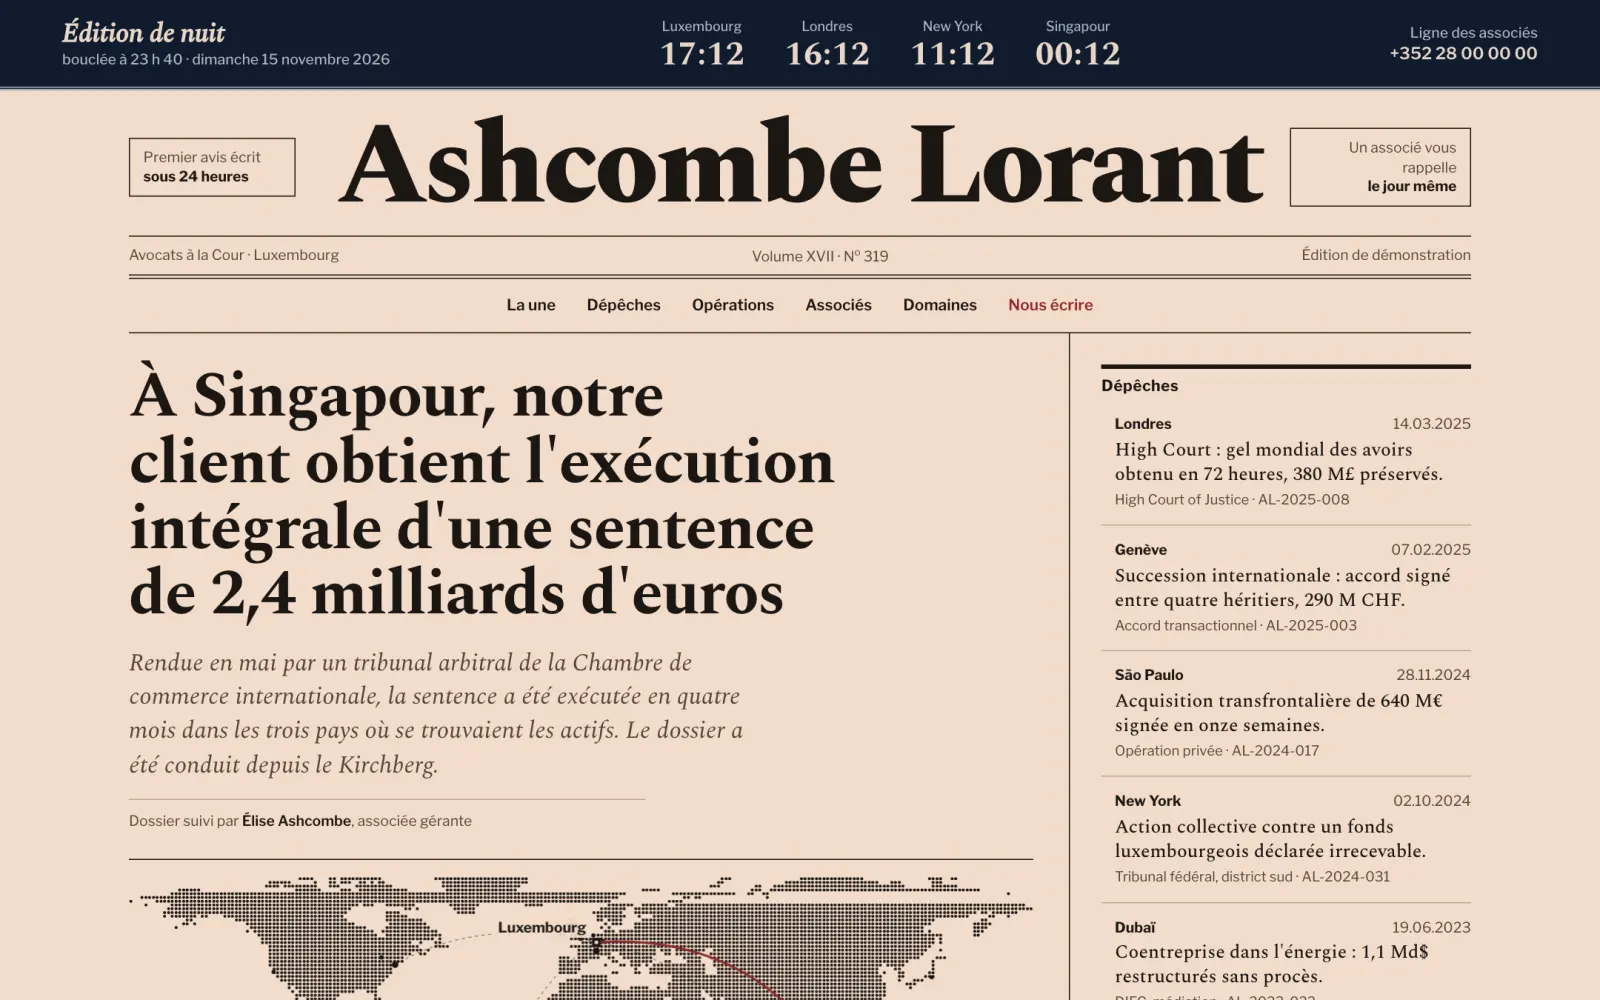 Édition de nuit
bouclée à 23 h 40 · dimanche 15 novembre 2026
Luxembourg
17:12
Londres
16:12
New York
11:12
Singapour
00:12
Ligne des associés
+352 28 00 00 00
Premier avis écrit
sous 24 heures
Ashcombe Lorant
Un associé vous
rappelle
le jour même
Avocats à la Cour · Luxembourg
Volume XVII · Nº 319
Édition de démonstration
La une
Dépêches
Opérations
Associés
Domaines
Nous écrire
À Singapour, notre
client obtient l'exécution
intégrale d'une sentence
de 2,4 milliards d'euros
Rendue en mai par un tribunal arbitral de la Chambre de
commerce internationale, la sentence a été exécutée en quatre
mois dans les trois pays où se trouvaient les actifs. Le dossier a
été conduit depuis le Kirchberg.
Dossier suivi par Élise Ashcombe, associée gérante
Luxembourg
Dépêches
Londres 14.03.2025
High Court : gel mondial des avoirs
obtenu en 72 heures, 380 M£ préservés.
High Court of Justice · AL-2025-008
Genève 07.02.2025
Succession internationale : accord signé
entre quatre héritiers, 290 M CHF.
Accord transactionnel · AL-2025-003
São Paulo 28.11.2024
Acquisition transfrontalière de 640 M€
signée en onze semaines.
Opération privée · AL-2024-017
New York 02.10.2024
Action collective contre un fonds
luxembourgeois déclarée irrecevable.
Tribunal fédéral, district sud · AL-2024-031
Dubaï 19.06.2023
Coentreprise dans l'énergie : 1,1 Md$
restructurés sans procès.